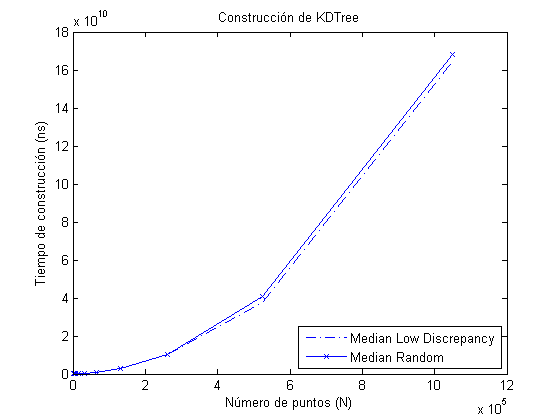 Construcción de KDTree
x 10^10
18
16
14
12
10
8
6
4
2
0
Tiempo de construcción (ns)
0 2 4 6 8 10 12
x 10^5
Número de puntos (N)
Median Low Discrepancy
Median Random